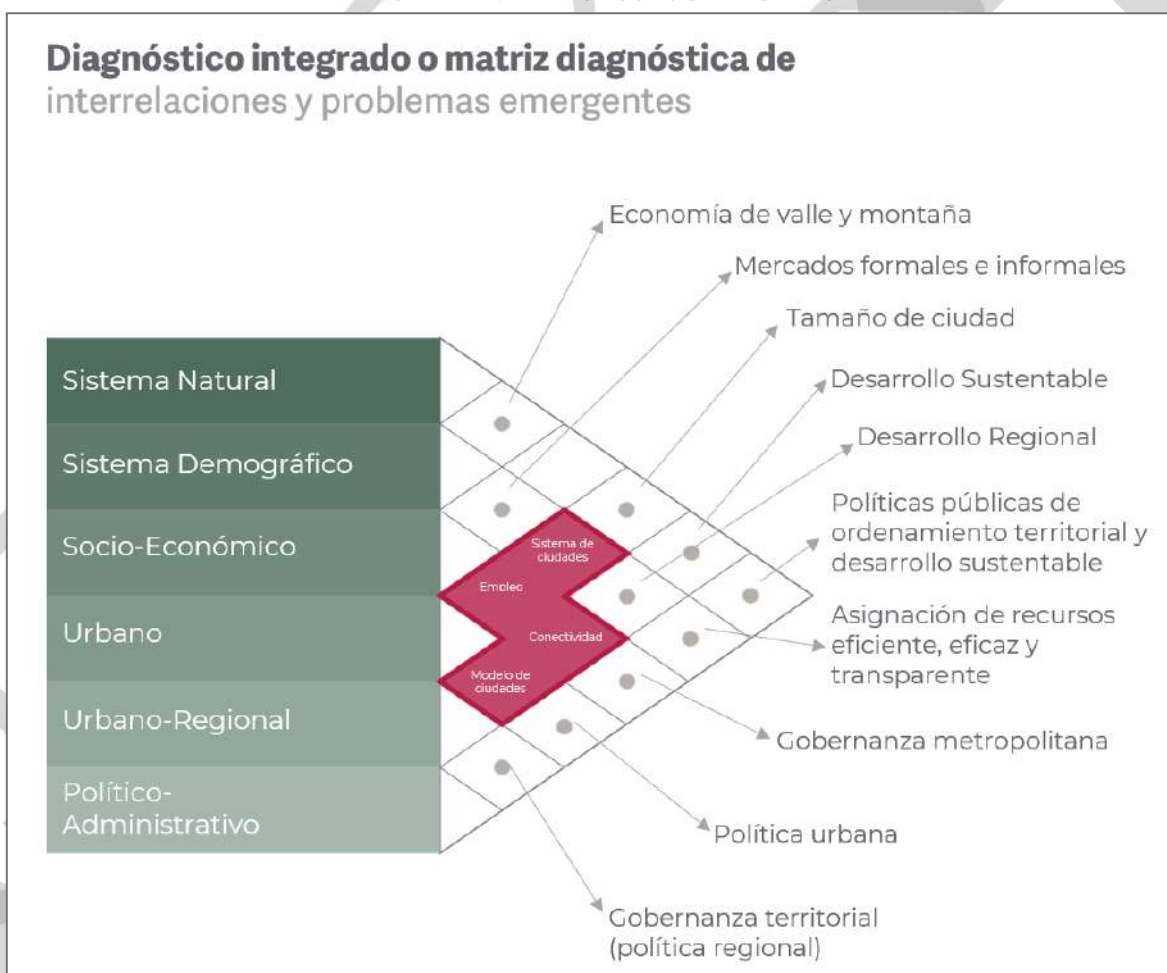 Diagnóstico integrado o matriz diagnóstica de
interrelaciones y problemas emergentes
Economía de valle y montaña
Mercados formales e informales
Tamaño de ciudad
Desarrollo Sustentable
Desarrollo Regional
Políticas públicas de
ordenamiento territorial y
desarrollo sustentable
Asignación de recursos
eficiente, eficaz y
transparente
Gobernanza metropolitana
Política urbana
Gobernanza territorial
(política regional)
Sistema Natural
Sistema Demográfico
Socio-Económico
Urbano
Urbano-Regional
Político-
Administrativo
Sistema de
ciudades
Empleo
Conectividad
Modelo de
ciudades